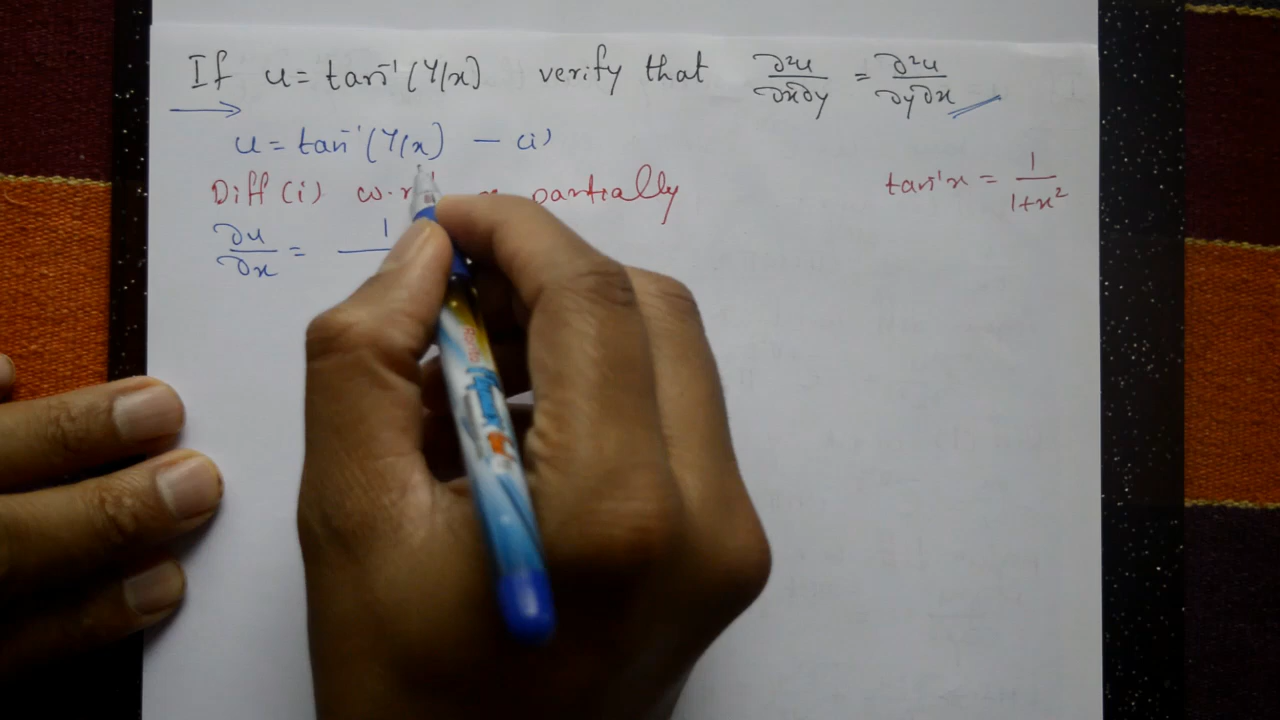 If u = tan⁻¹(y/x) verify that ∂²u/∂x∂y = ∂²u/∂y∂x
u = tan⁻¹(y/x) — (i)
Diff (i) w.r partially
tan⁻¹x = 1/1+x²
∂u/∂x = 1